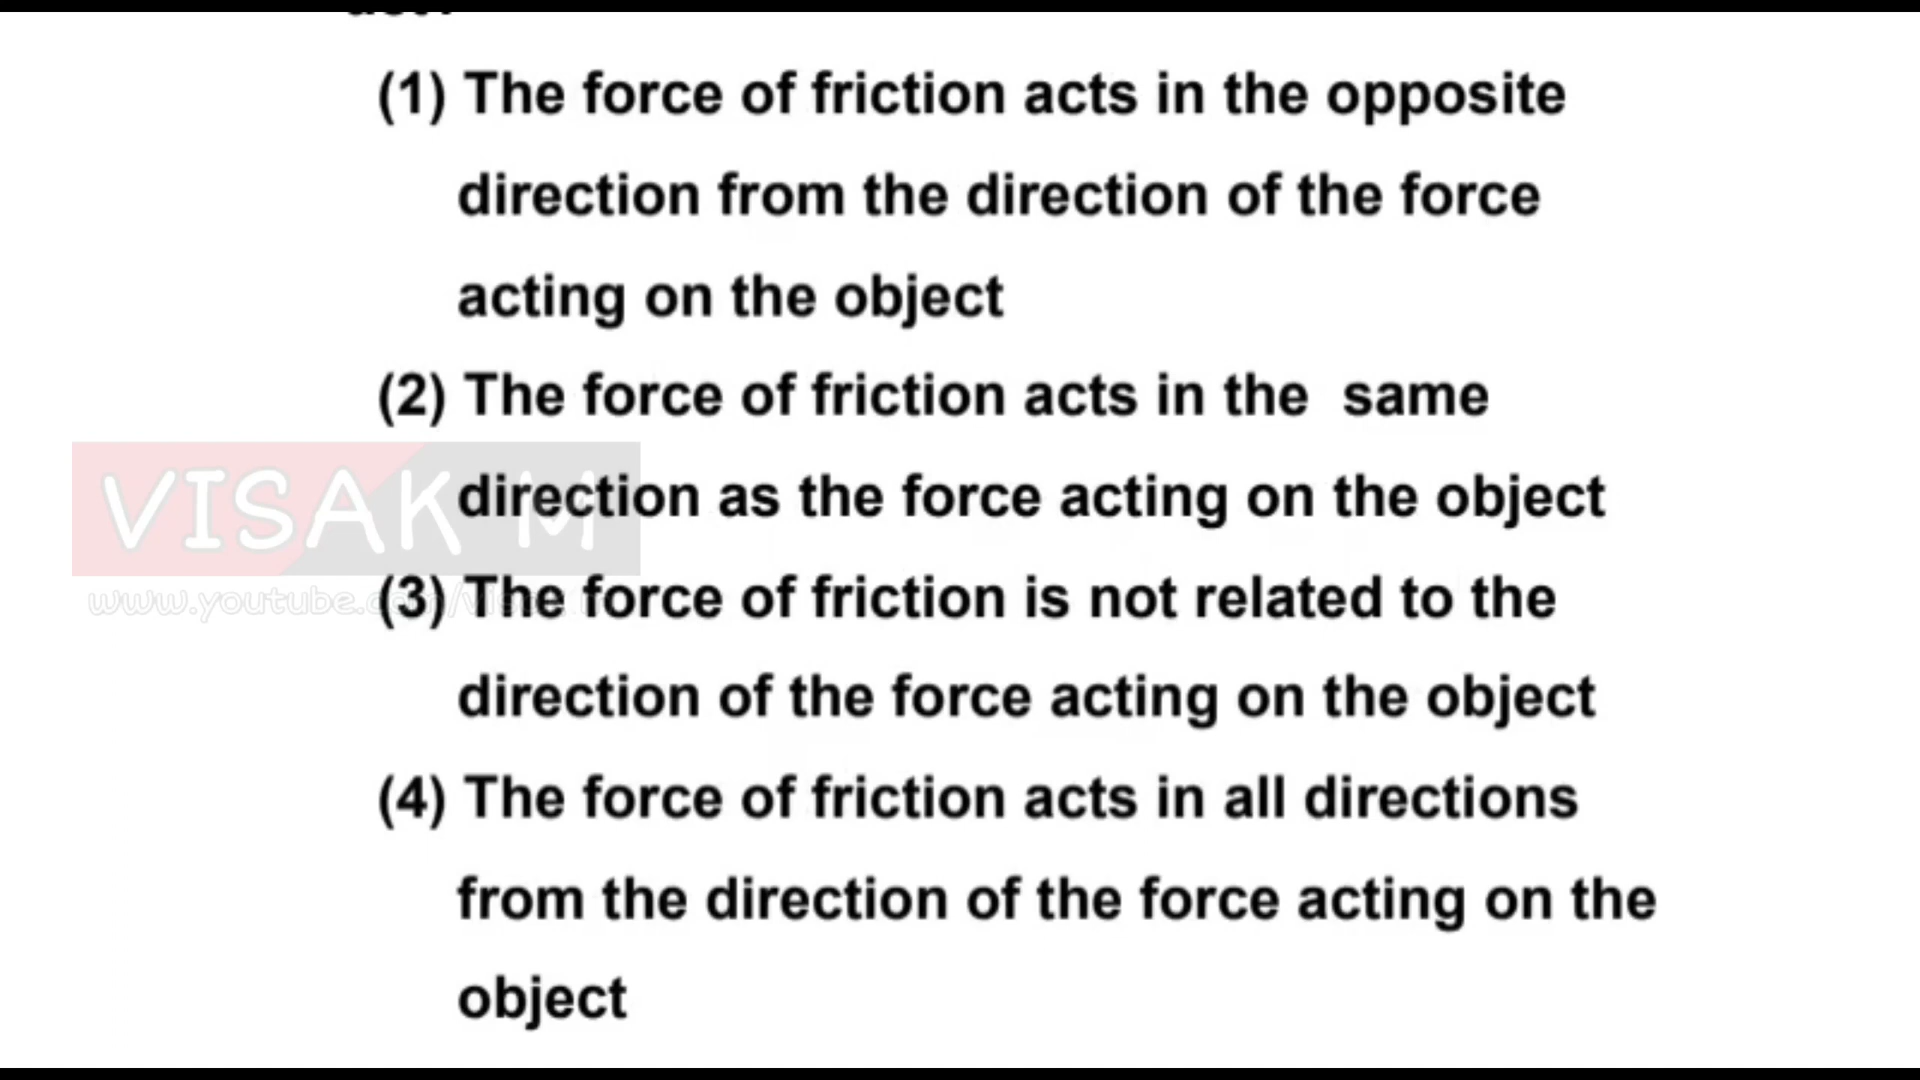 (1) The force of friction acts in the opposite
direction from the direction of the force
acting on the object
(2) The force of friction acts in the same
VISAK M
direction as the force acting on the object
(3) The force of friction is not related to the
direction of the force acting on the object
(4) The force of friction acts in all directions
from the direction of the force acting on the
object